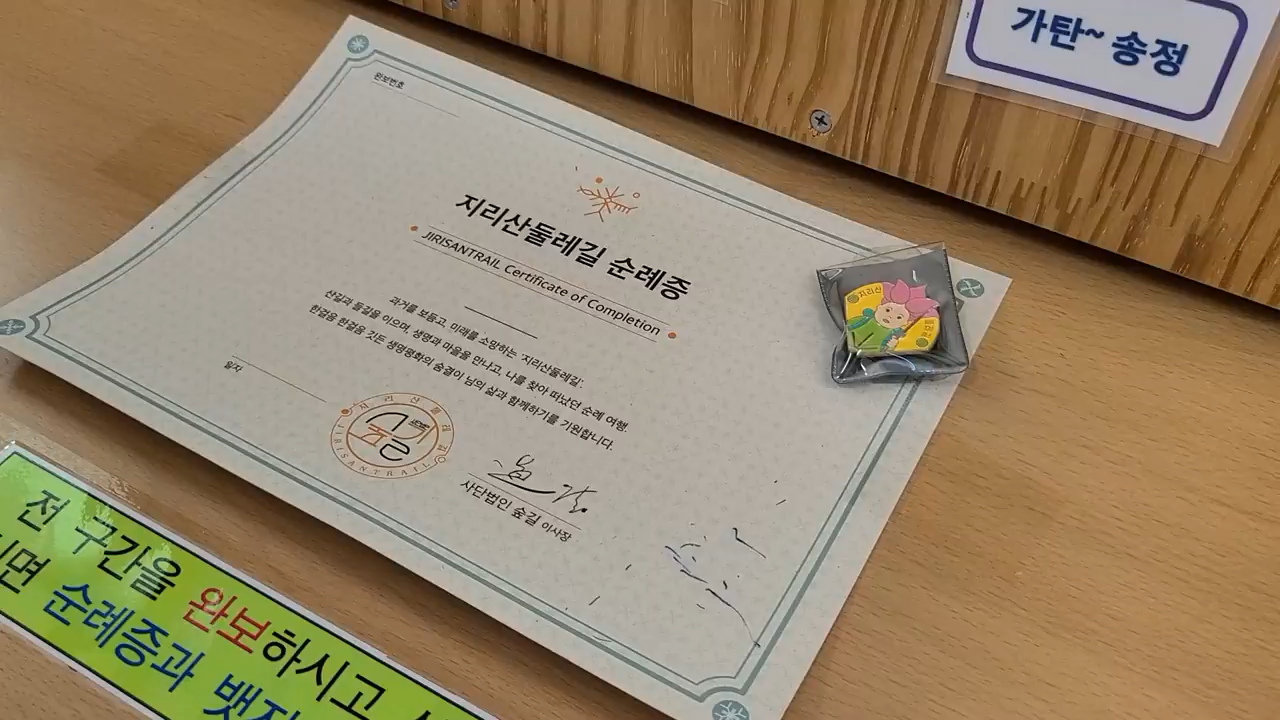 가탄~ 송정
완보번호
지리산둘레길 순례증
JIRISANTRAIL Certificate of Completion
과거를 보듬고, 미래를 소망하는 '지리산둘레길'.
산길과 들길을 이으며, 생명과 마을을 만나고, 나를 찾아 떠났던 순례 여행.
한걸음 한걸음 걷든 생명평화의 숨결이 님의 삶과 함께하기를 기원합니다.
일자
지리산둘레길
JIRISANTRAIL
사단법인 숲길 이사장
지리산
전 구간을 완보하시고
시면 순례증과 뱃지